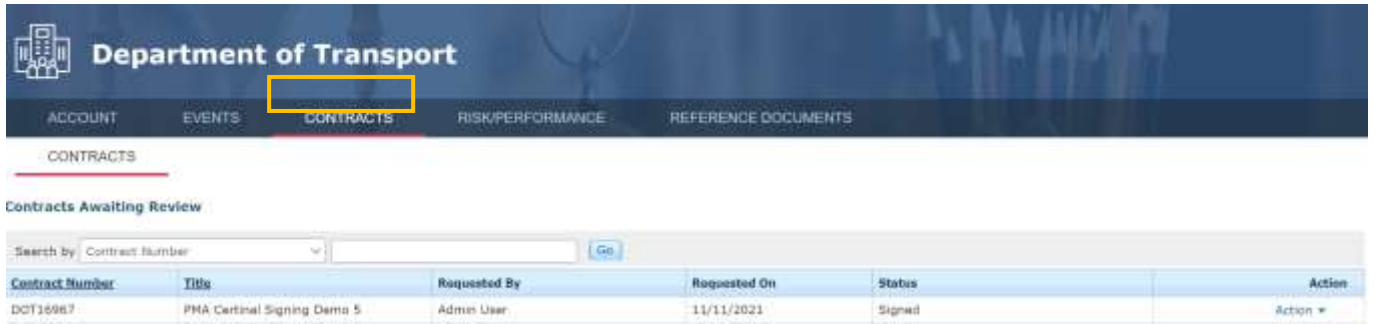 Department of Transport
ACCOUNT EVENTS CONTRACTS RISK/PERFORMANCE REFERENCE DOCUMENTS
CONTRACTS
Contracts Awaiting Review
Search by Contract Number Go
Contract Number Title Requested By Requested On Status Action
DOT16967 PMA Certinal Signing Demo 5 Admin User 11/11/2021 Signed Action